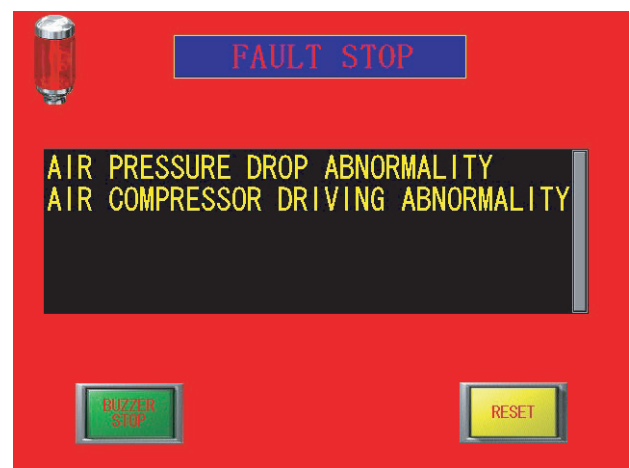 FAULT STOP
AIR PRESSURE DROP ABNORMALITY
AIR COMPRESSOR DRIVING ABNORMALITY
BUZZER
STOP
RESET